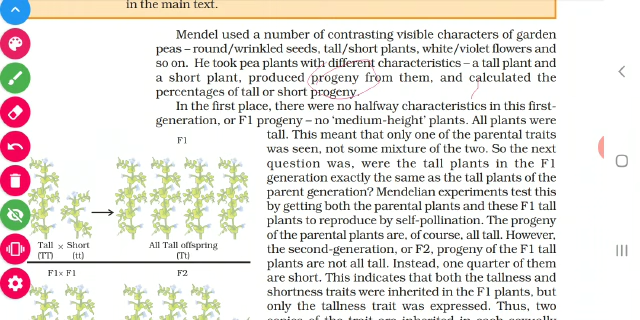 in the main text.
Mendel used a number of contrasting visible characters of garden
peas – round/wrinkled seeds, tall/short plants, white/violet flowers and
so on. He took pea plants with different characteristics – a tall plant and
a short plant, produced progeny from them, and calculated the
percentages of tall or short progeny.
In the first place, there were no halfway characteristics in this first-
generation, or F1 progeny – no ‘medium-height’ plants. All plants were
tall. This meant that only one of the parental traits
was seen, not some mixture of the two. So the next
question was, were the tall plants in the F1
generation exactly the same as the tall plants of the
parent generation? Mendelian experiments test this
by getting both the parental plants and these F1 tall
plants to reproduce by self-pollination. The progeny
of the parental plants are, of course, all tall. However,
the second-generation, or F2, progeny of the F1 tall
plants are not all tall. Instead, one quarter of them
are short. This indicates that both the tallness and
shortness traits were inherited in the F1 plants, but
only the tallness trait was expressed. Thus, two
F1
Tall × Short
(TT) (tt)
All Tall offspring
(Tt)
F1× F1
F2